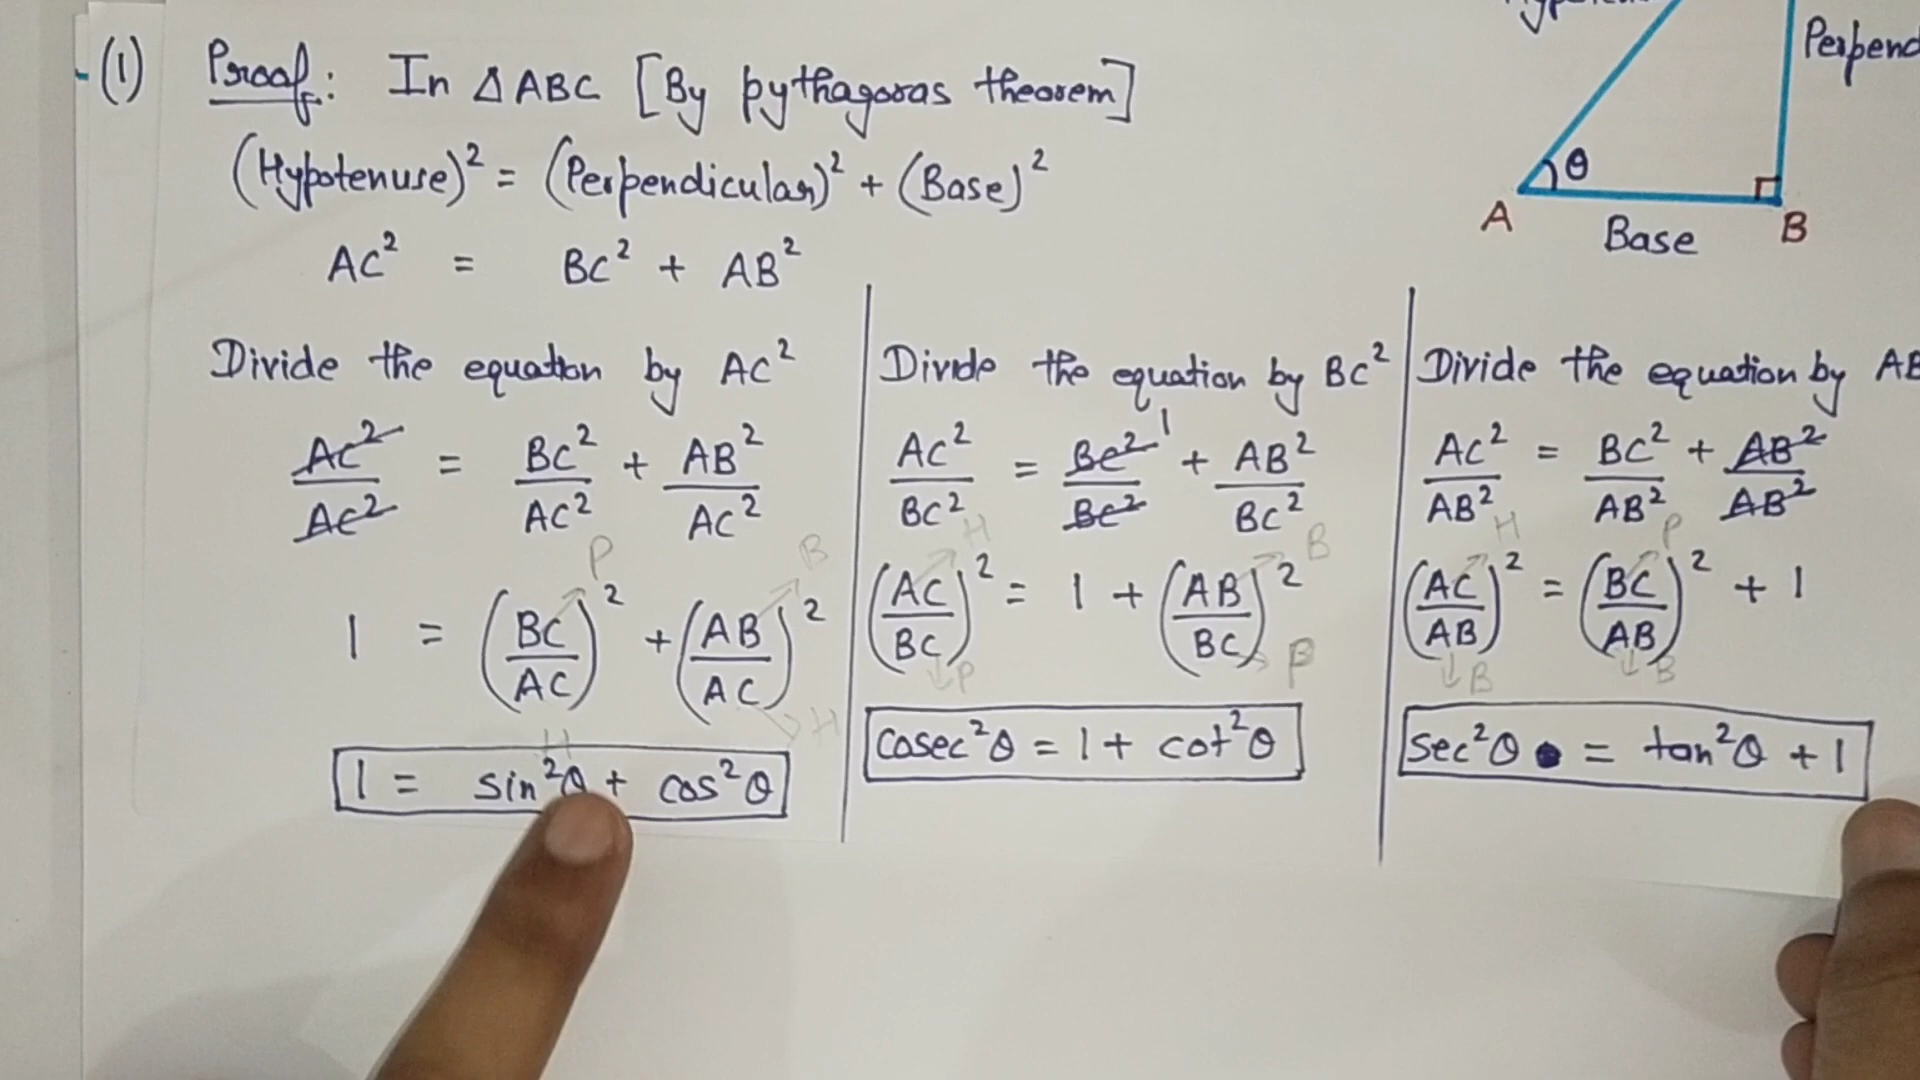 (1) Proof: In △ABC [By pythagoras theorem]
(Hypotenuse)² = (Perpendicular)² + (Base)²
AC² = BC² + AB²
Perpend
θ
A
Base
B
Divide the equation by AC²
AC²/AC² = BC²/AC² + AB²/AC²
P B
1 = (BC/AC)² + (AB/AC)²
H H
1 = sin²θ + cos²θ
Divide the equation by BC²
AC²/BC² = BC²/BC² 1 + AB²/BC²
H B
(AC/BC)² = 1 + (AB/BC)²
P P
cosec²θ = 1 + cot²θ
Divide the equation by AB
AC²/AB² = BC²/AB² + AB²/AB²
H P
(AC/AB)² = (BC/AB)² + 1
B B
sec²θ = tan²θ + 1